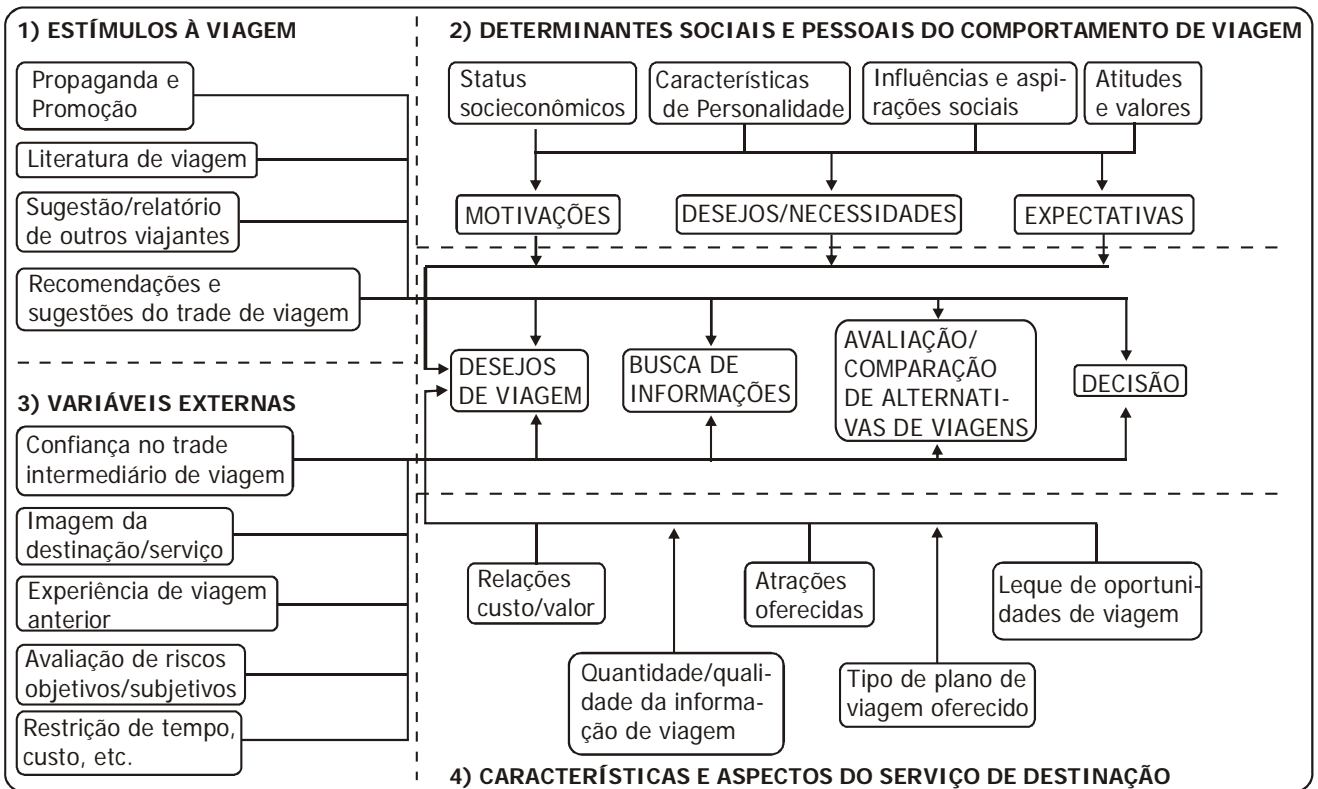 1) ESTÍMULOS À VIAGEM
Propaganda e
Promoção
Literatura de viagem
Sugestão/relatório
de outros viajantes
Recomendações e
sugestões do trade de viagem
2) DETERMINANTES SOCIAIS E PESSOAIS DO COMPORTAMENTO DE VIAGEM
Status
socieconômicos
Características
de Personalidade
Influências e aspi-
rações sociais
Atitudes
e valores
MOTIVAÇÕES
DESEJOS/NECESSIDADES
EXPECTATIVAS
DESEJOS
DE VIAGEM
BUSCA DE
INFORMAÇÕES
AVALIAÇÃO/
COMPARAÇÃO
DE ALTERNATI-
VAS DE VIAGENS
DECISÃO
3) VARIÁVEIS EXTERNAS
Confiança no trade
intermediário de viagem
Imagem da
destinação/serviço
Experiência de viagem
anterior
Avaliação de riscos
objetivos/subjetivos
Restrição de tempo,
custo, etc.
Relações
custo/valor
Atrações
oferecidas
Leque de oportuni-
dades de viagem
Quantidade/quali-
dade da informa-
ção de viagem
Tipo de plano de
viagem oferecido
4) CARACTERÍSTICAS E ASPECTOS DO SERVIÇO DE DESTINAÇÃO